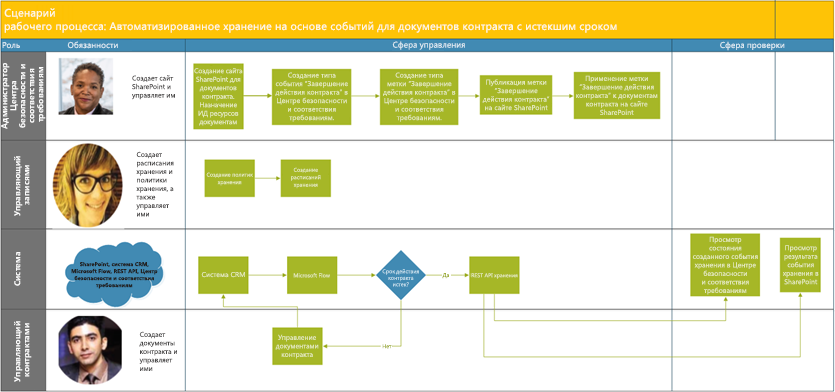 Сценарий
рабочего процесса: Автоматизированное хранение на основе событий для документов контракта с истекшим сроком
Роль
Обязанности
Сфера управления
Сфера проверки
Администратор
Центра
безопасности и
соответствия
требованиям
Создает сайт
SharePoint и
управляет им
Создание сайта
SharePoint для
документов
контракта.
Назначение
ИД ресурсов
документам
Создание типа
события "Завершение
действия контракта" в
Центре безопасности
и соответствия
требованиям.
Создание типа
метки "Завершение
действия контракта" в
Центре безопасности
и соответствия
требованиям.
Публикация метки
"Завершение
действия контракта"
на сайте SharePoint
Применение метки
"Завершение действия
контракта" к документам
контракта на сайте
SharePoint
Управляющий
записями
Создает
расписания
хранения и
политики
хранения, а
также
управляет
ими
Создание политик
хранения
Создание
расписаний
хранения
Система
SharePoint, система CRM,
Microsoft Flow, REST API, Центр
безопасности и соответствия
требованиям
Система CRM
Microsoft Flow
Срок действия
контракта
истек?
Да
REST API хранения
Просмотр
состояния
созданного события
хранения в Центре
безопасности
и соответствия
требованиям
Просмотр
результата
события
хранения в
SharePoint
Нет
Управляющий
контрактами
Создает
документы
контракта и
управляет
ими
Управление
документами
контракта